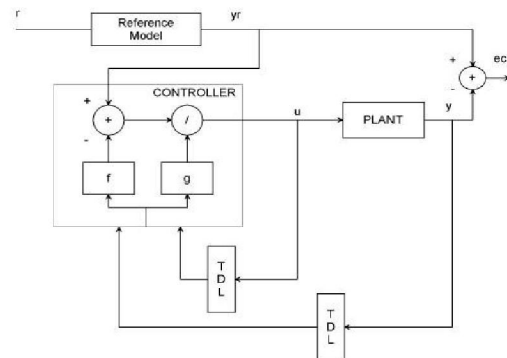 r
Reference
Model
yr
+
-
+
ec
CONTROLLER
+
-
+
/
u
PLANT
y
f
g
T
D
L
T
D
L